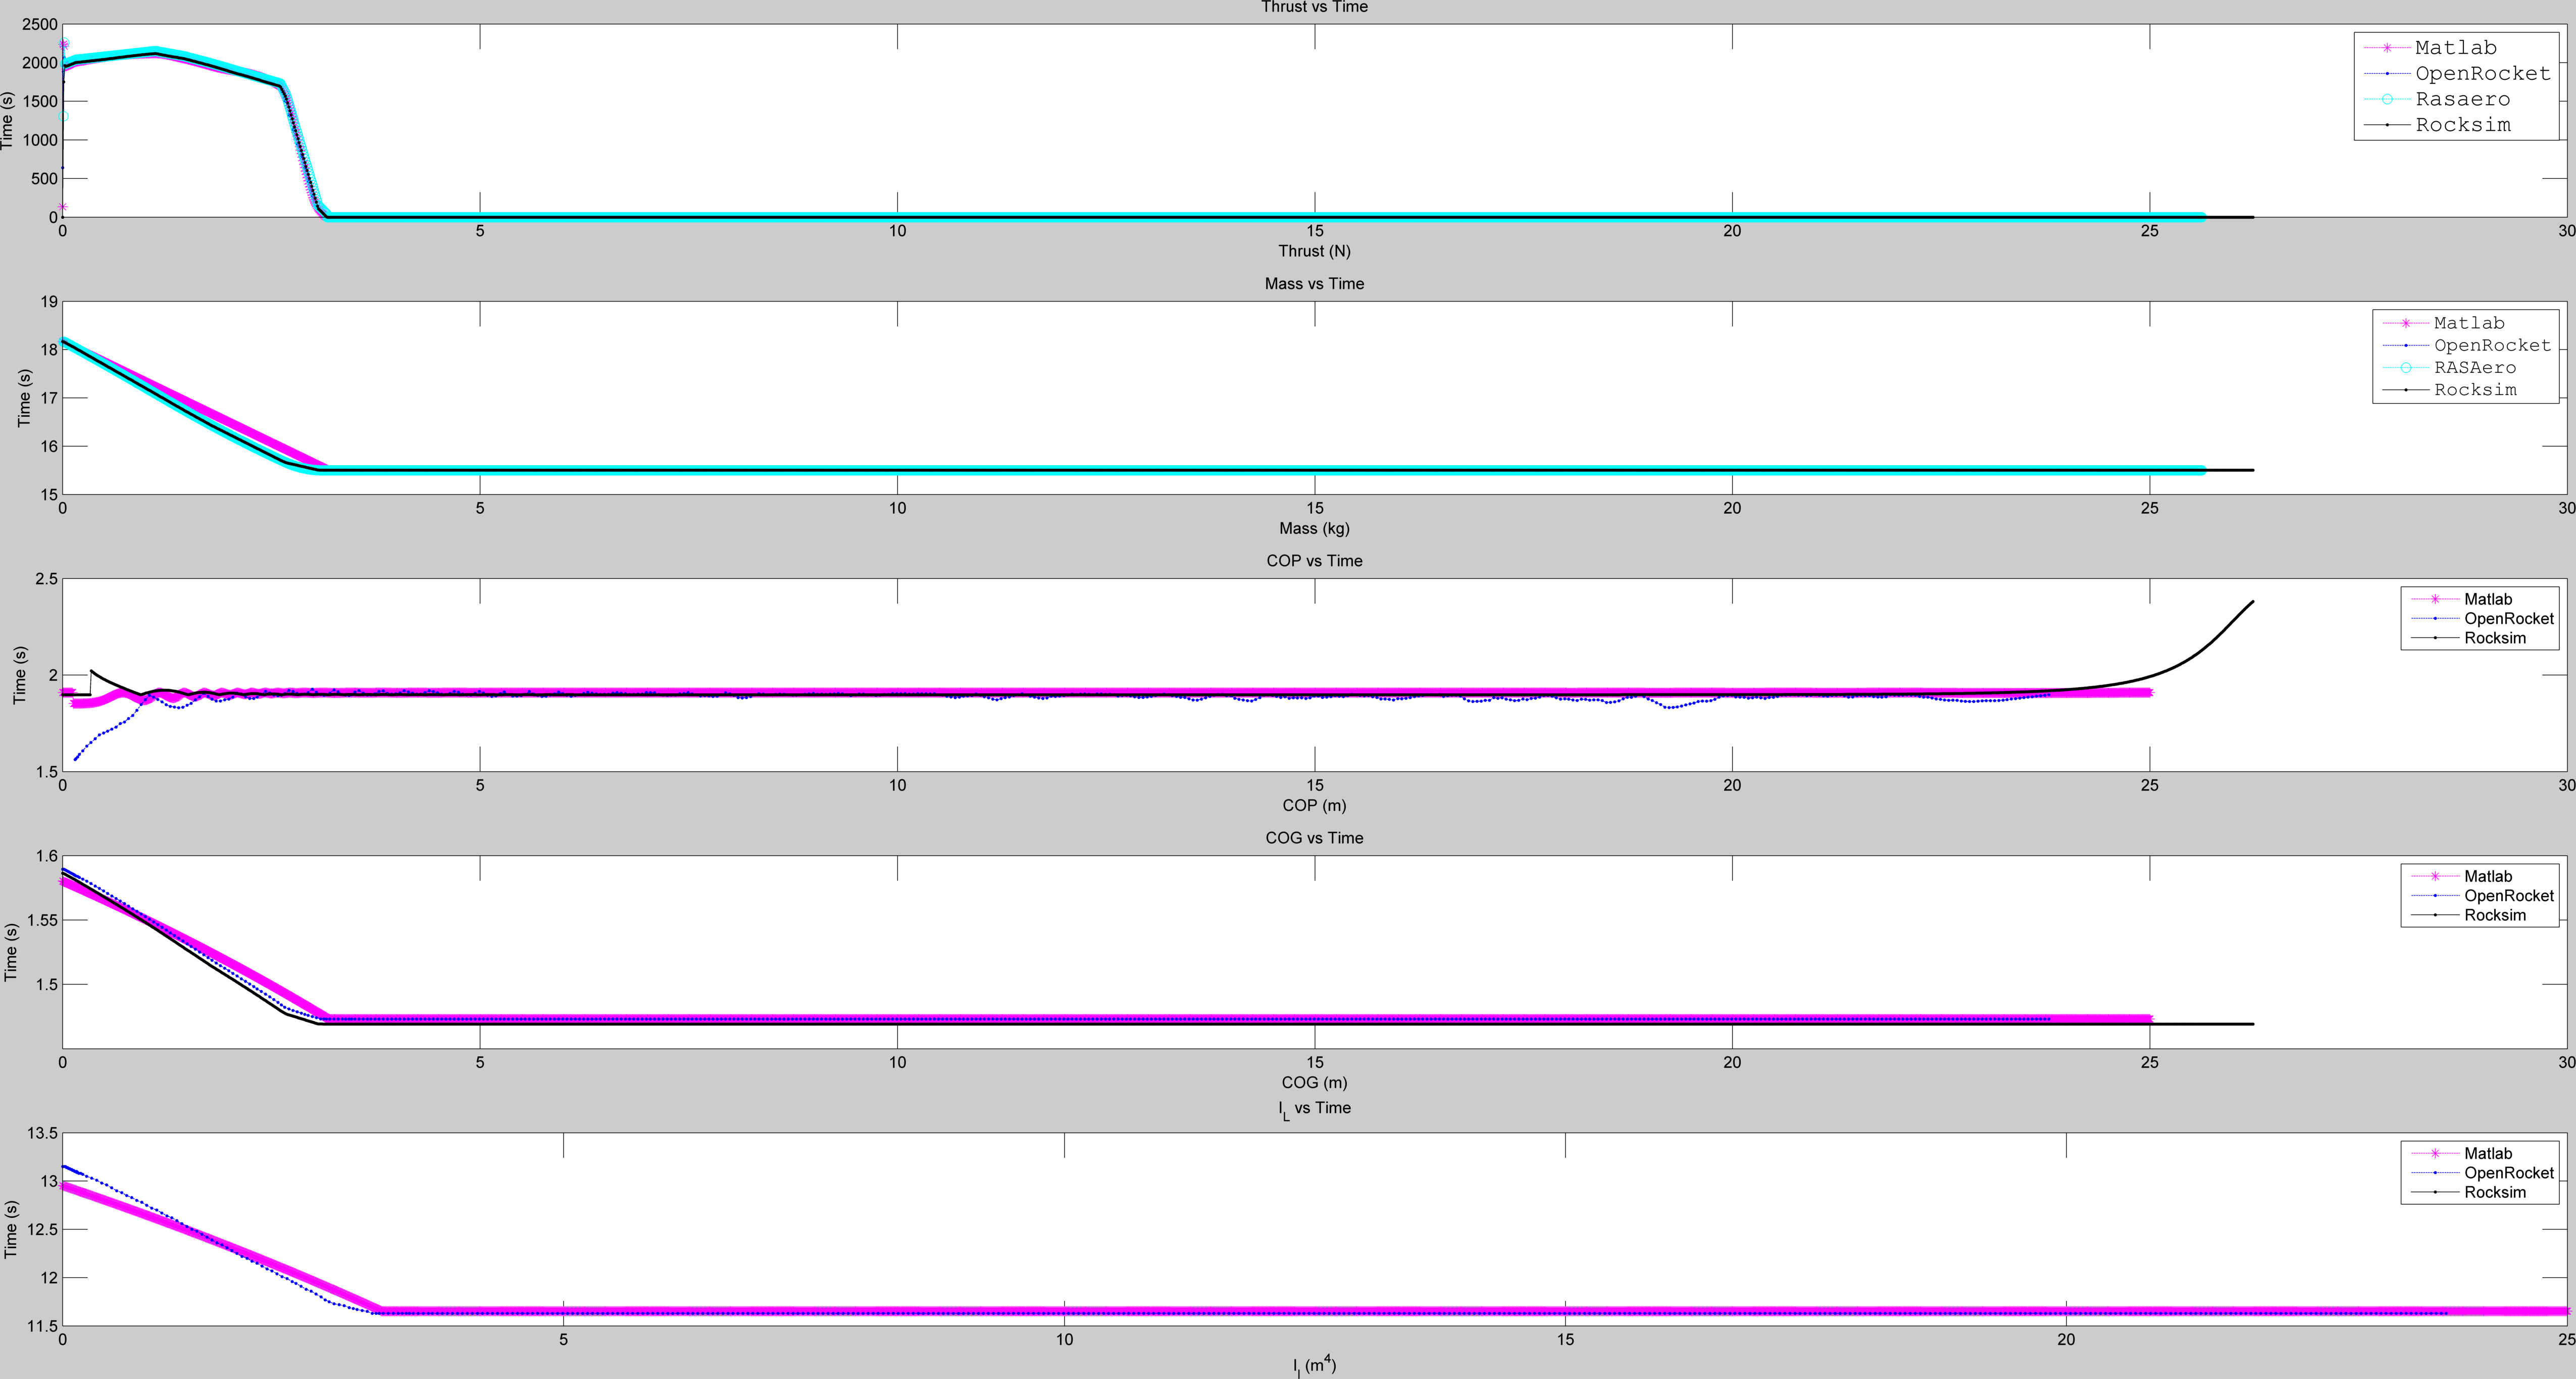 Thrust vs Time
2500
2000
1500
1000
500
0
Time (s)
0 5 10 15 20 25 30
Thrust (N)
Matlab
OpenRocket
Rasaero
Rocksim
Mass vs Time
19
18
17
16
15
Time (s)
0 5 10 15 20 25 30
Mass (kg)
Matlab
OpenRocket
RASAero
Rocksim
COP vs Time
2.5
2
1.5
Time (s)
0 5 10 15 20 25 30
COP (m)
Matlab
OpenRocket
Rocksim
COG vs Time
1.6
1.55
1.5
Time (s)
0 5 10 15 20 25 30
COG (m)
Matlab
OpenRocket
Rocksim
I_L vs Time
13.5
13
12.5
12
11.5
Time (s)
0 5 10 15 20 25
I_l (m^4)
Matlab
OpenRocket
Rocksim